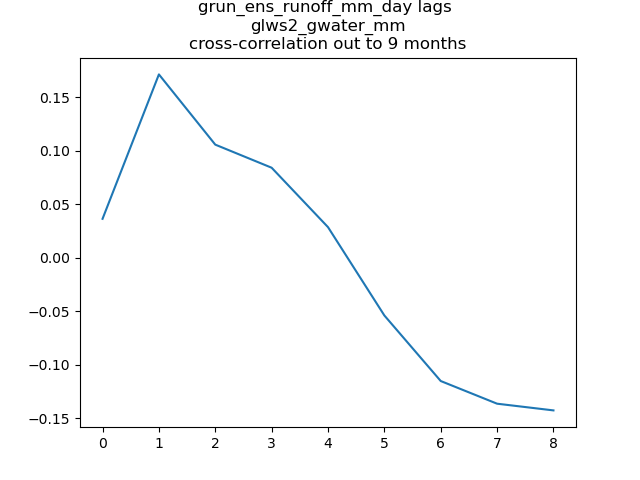 grun_ens_runoff_mm_day lags
glws2_gwater_mm
cross-correlation out to 9 months
0.15
0.10
0.05
0.00
−0.05
−0.10
−0.15
0 1 2 3 4 5 6 7 8